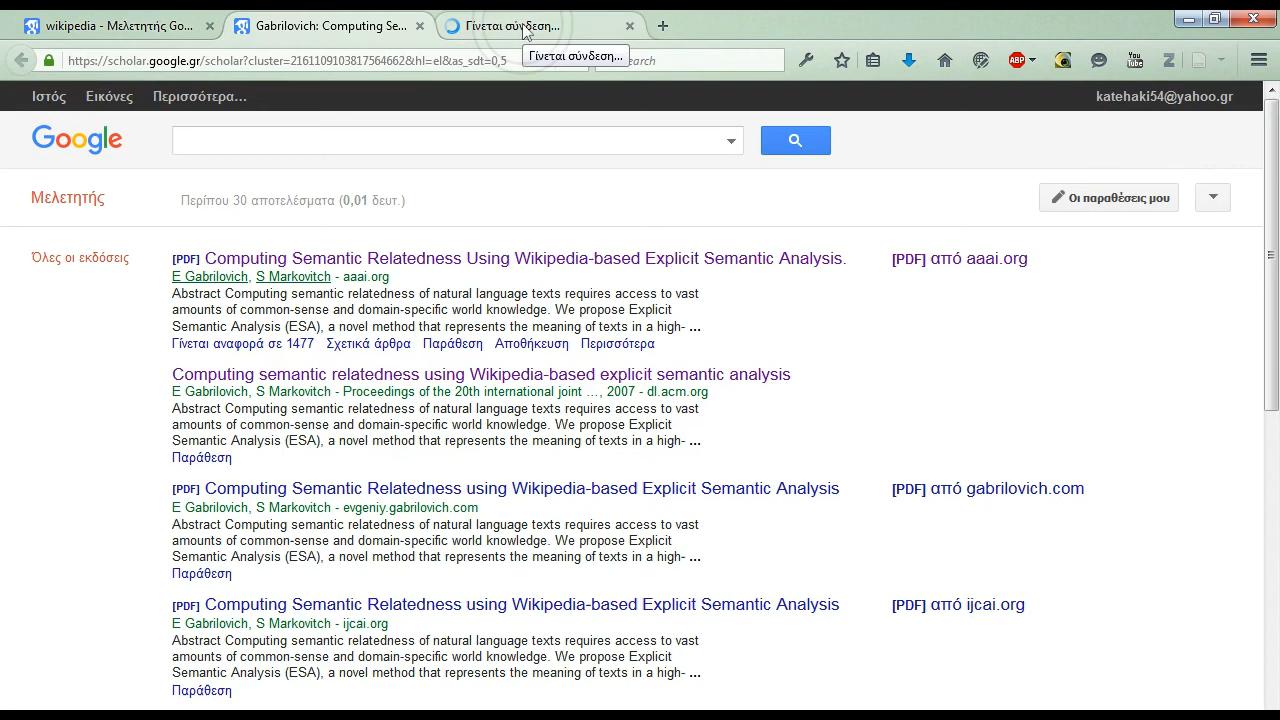 wikipedia - Μελετητής Go...
Gabrilovich: Computing Se...
Γίνεται σύνδεση...
Γίνεται σύνδεση...
https://scholar.google.gr/scholar?cluster=2161109103817564662&hl=el&as_sdt=0,5
ABP
You Tube
Ιστός Εικόνες Περισσότερα...
katehaki54@yahoo.gr
Google
Μελετητής
Περίπου 30 αποτελέσματα (0,01 δευτ.)
Οι παραθέσεις μου
Όλες οι εκδόσεις
[PDF] Computing Semantic Relatedness Using Wikipedia-based Explicit Semantic Analysis.
[PDF] από aaai.org
E Gabrilovich, S Markovitch - aaai.org
Abstract Computing semantic relatedness of natural language texts requires access to vast
amounts of common-sense and domain-specific world knowledge. We propose Explicit
Semantic Analysis (ESA), a novel method that represents the meaning of texts in a high- ...
Γίνεται αναφορά σε 1477 Σχετικά άρθρα Παράθεση Αποθήκευση Περισσότερα
Computing semantic relatedness using Wikipedia-based explicit semantic analysis
E Gabrilovich, S Markovitch - Proceedings of the 20th international joint …, 2007 - dl.acm.org
Abstract Computing semantic relatedness of natural language texts requires access to vast
amounts of common-sense and domain-specific world knowledge. We propose Explicit
Semantic Analysis (ESA), a novel method that represents the meaning of texts in a high- ...
Παράθεση
[PDF] Computing Semantic Relatedness using Wikipedia-based Explicit Semantic Analysis
[PDF] από gabrilovich.com
E Gabrilovich, S Markovitch - evgeniy.gabrilovich.com
Abstract Computing semantic relatedness of natural language texts requires access to vast
amounts of common-sense and domain-specific world knowledge. We propose Explicit
Semantic Analysis (ESA), a novel method that represents the meaning of texts in a high- ...
Παράθεση
[PDF] Computing Semantic Relatedness using Wikipedia-based Explicit Semantic Analysis
[PDF] από ijcai.org
E Gabrilovich, S Markovitch - ijcai.org
Abstract Computing semantic relatedness of natural language texts requires access to vast
amounts of common-sense and domain-specific world knowledge. We propose Explicit
Semantic Analysis (ESA), a novel method that represents the meaning of texts in a high- ...
Παράθεση